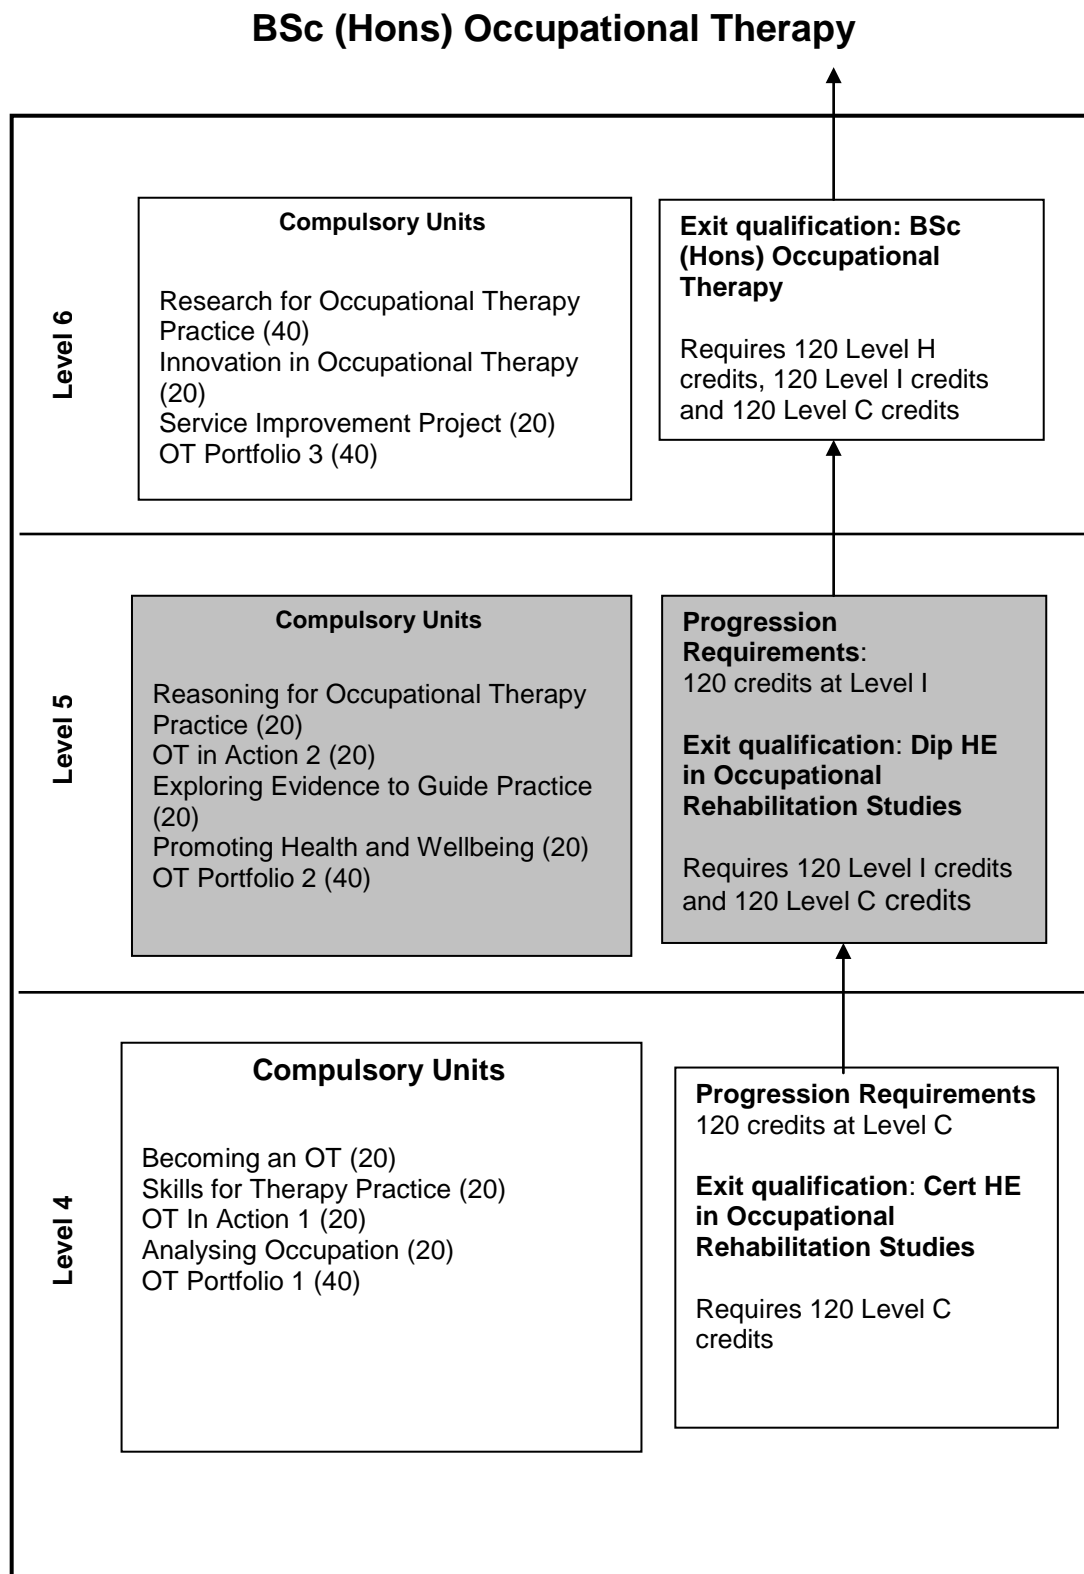 BSc (Hons) Occupational Therapy
Level 6
Compulsory Units
Research for Occupational Therapy
Practice (40)
Innovation in Occupational Therapy
(20)
Service Improvement Project (20)
OT Portfolio 3 (40)
Exit qualification: BSc
(Hons) Occupational
Therapy
Requires 120 Level H
credits, 120 Level I credits
and 120 Level C credits
Level 5
Compulsory Units
Reasoning for Occupational Therapy
Practice (20)
OT in Action 2 (20)
Exploring Evidence to Guide Practice
(20)
Promoting Health and Wellbeing (20)
OT Portfolio 2 (40)
Progression
Requirements:
120 credits at Level I
Exit qualification: Dip HE
in Occupational
Rehabilitation Studies
Requires 120 Level I credits
and 120 Level C credits
Level 4
Compulsory Units
Becoming an OT (20)
Skills for Therapy Practice (20)
OT In Action 1 (20)
Analysing Occupation (20)
OT Portfolio 1 (40)
Progression Requirements
120 credits at Level C
Exit qualification: Cert HE
in Occupational
Rehabilitation Studies
Requires 120 Level C
credits